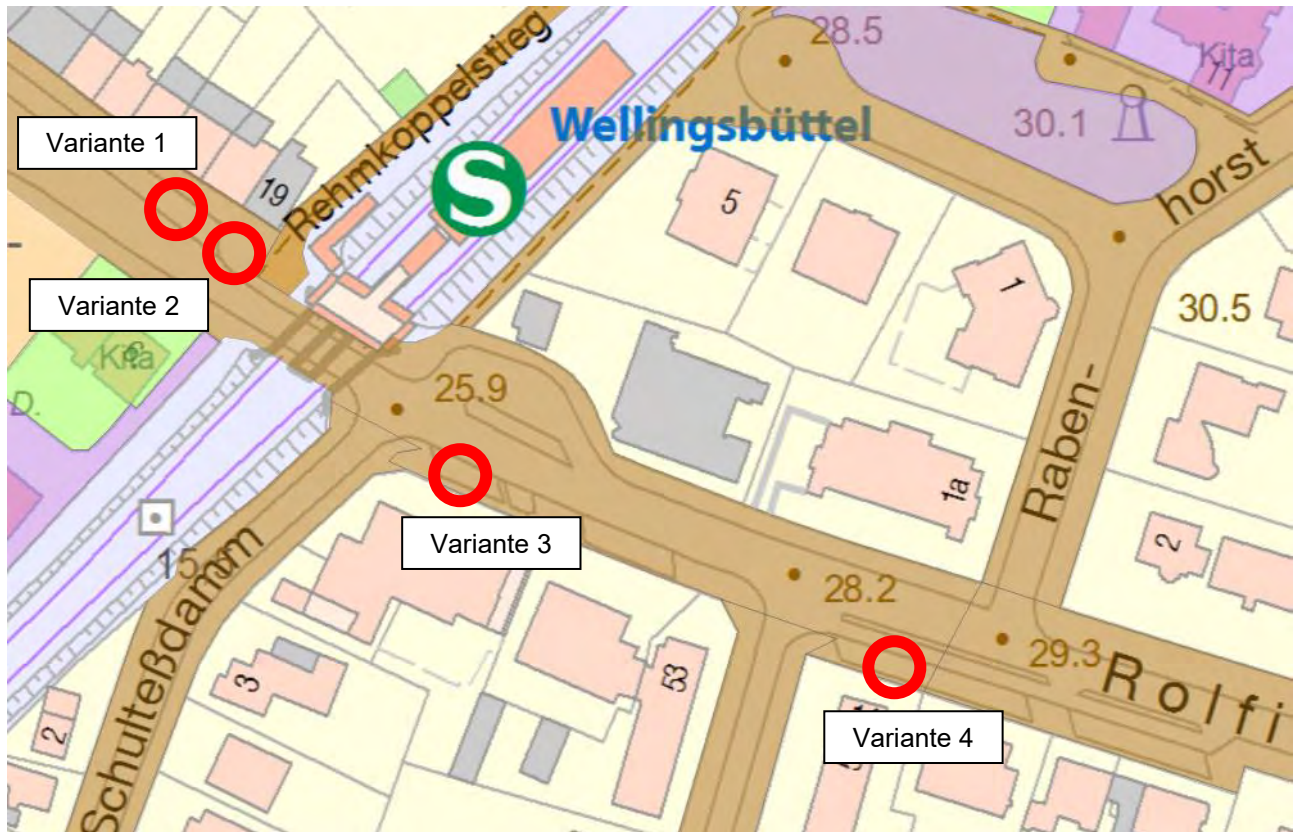 28.5
Kita
11
Rehmkoppelstieg
Wellingsbüttel
30.1
Variante 1
S
19
5
horst
1
Variante 2
30.5
Kita
D.
25.9
Raben-
1a
Variante 3
2
28.2
Schulteßdamm
29.3
Rolfi
3
53
2
Variante 4